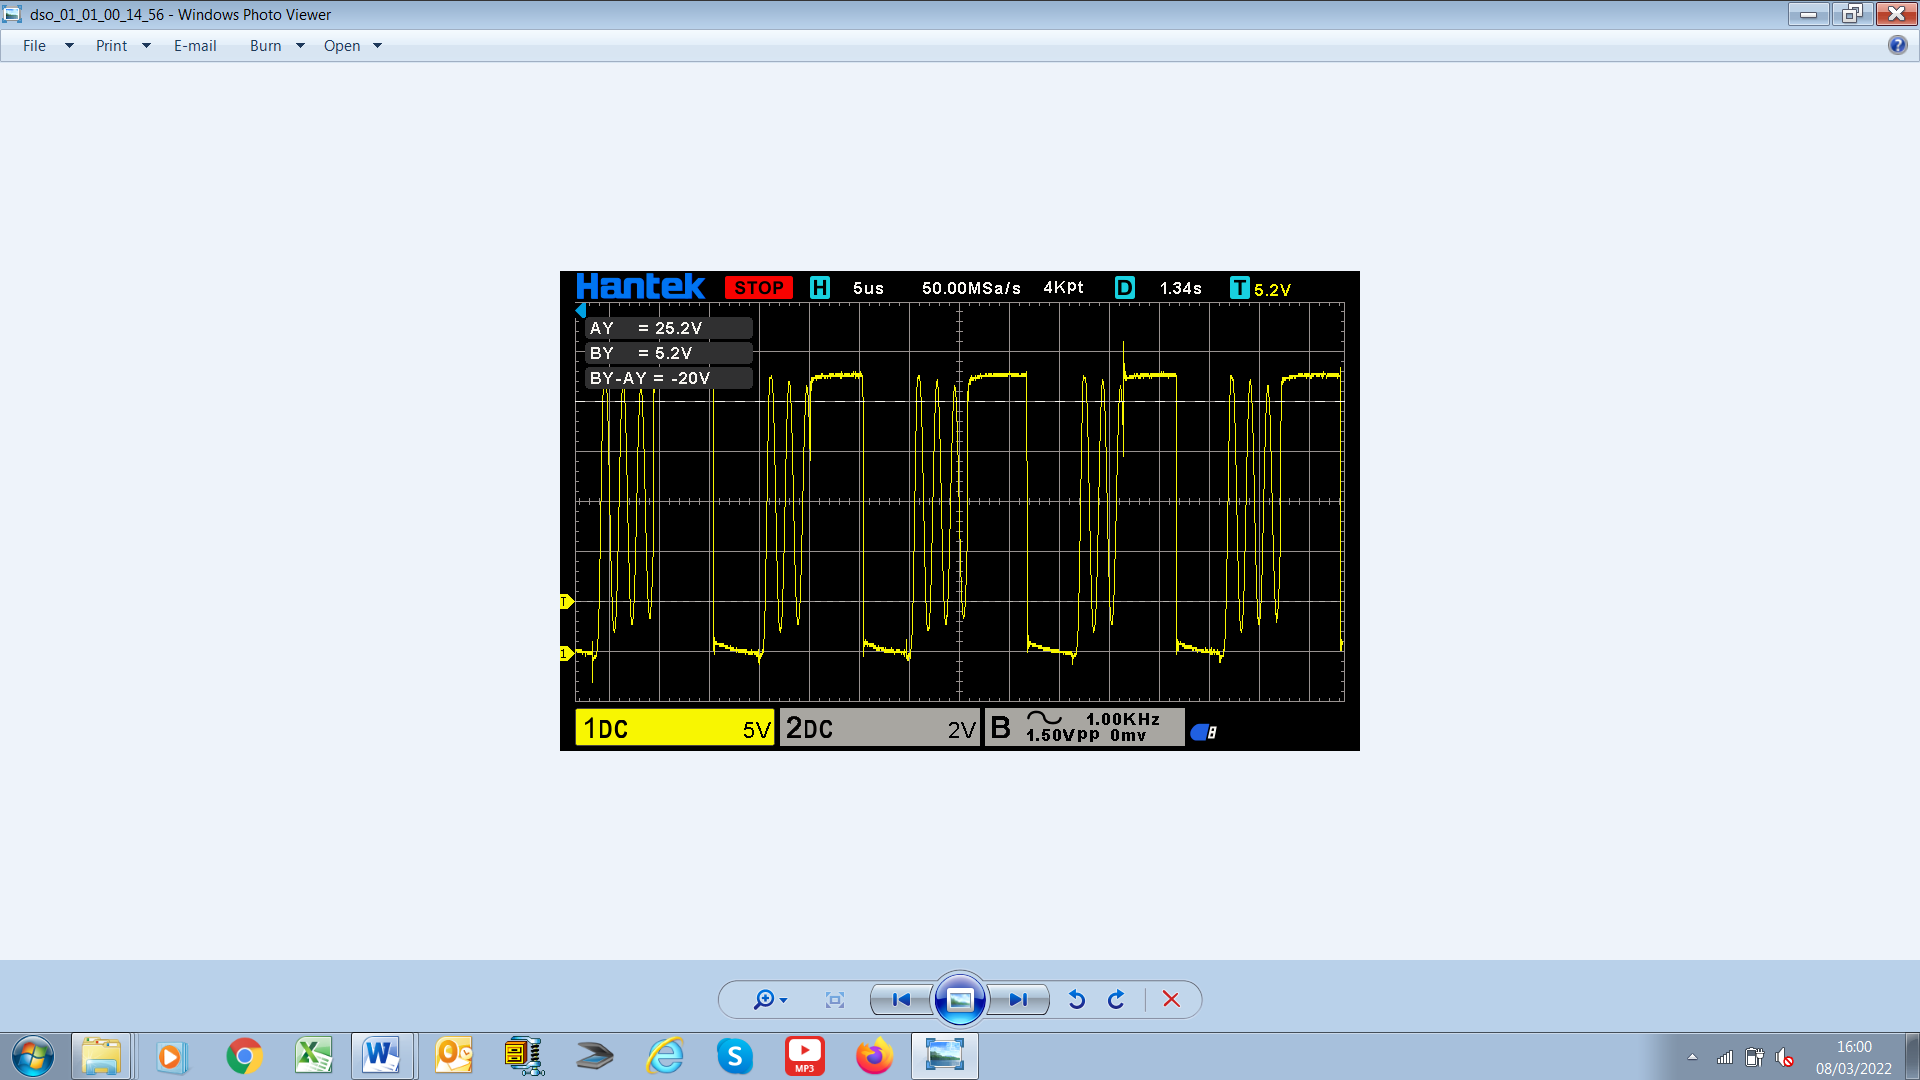 dso_01_01_00_14_56 - Windows Photo Viewer
File Print E-mail Burn Open
Hantek STOP H 5us 50.00MSa/s 4Kpt D 1.34s T 5.2V
AY = 25.2V
BY = 5.2V
BY-AY = -20V
T
1
1DC 5V 2DC 2V B 1.00KHz
1.50Vpp 0mv
MP3
16:00
08/03/2022